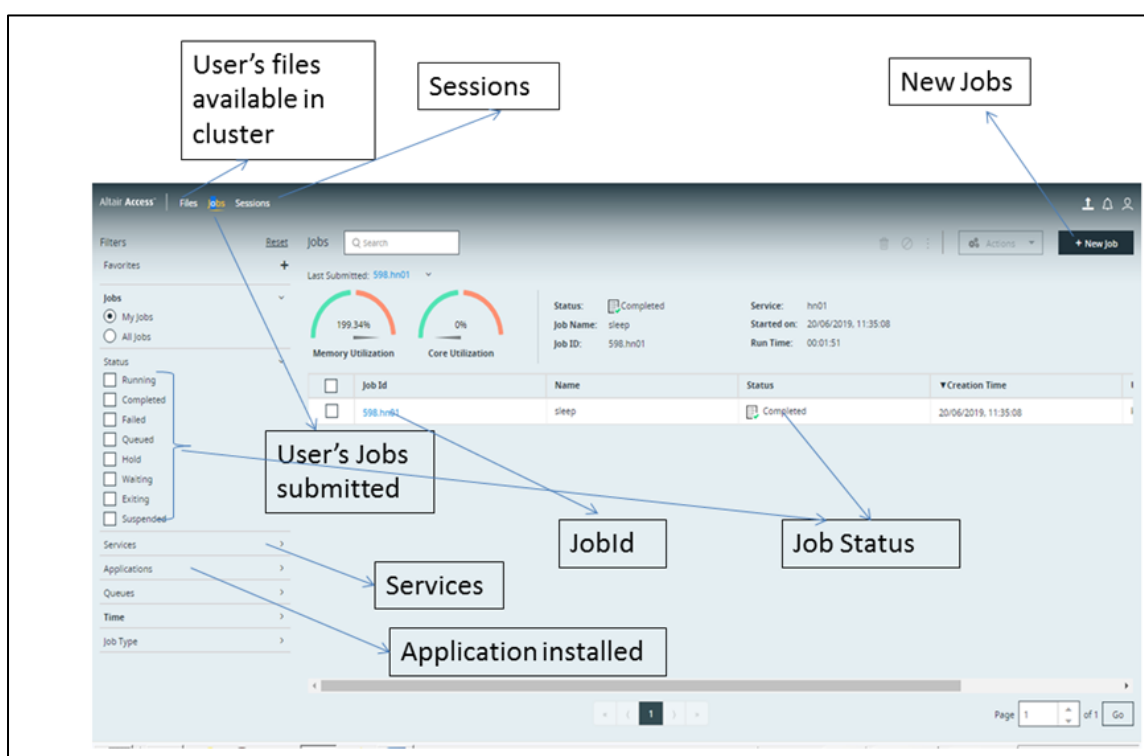 User's files
available in
cluster
Sessions
New Jobs
Altair Access™ Files Jobs Sessions
Filters Reset
Jobs Search Actions + New Job
Favorites +
Last Submitted: 598.hn01
Jobs
My Jobs
All Jobs
199.34%
Memory Utilization
0%
Core Utilization
Status: Completed
Job Name: sleep
Job ID: 598.hn01
Service: hn01
Started on: 20/06/2019, 11:35:08
Run Time: 00:01:51
Status
Running
Completed
Failed
Queued
Hold
Waiting
Exiting
Suspended
Job Id Name Status ▼Creation Time
598.hn01 sleep Completed 20/06/2019, 11:35:08
User's Jobs
submitted
JobId
Job Status
Services
Applications
Queues
Time
Job Type
Services
Application installed
« ‹ 1 › »
Page 1 of 1 Go